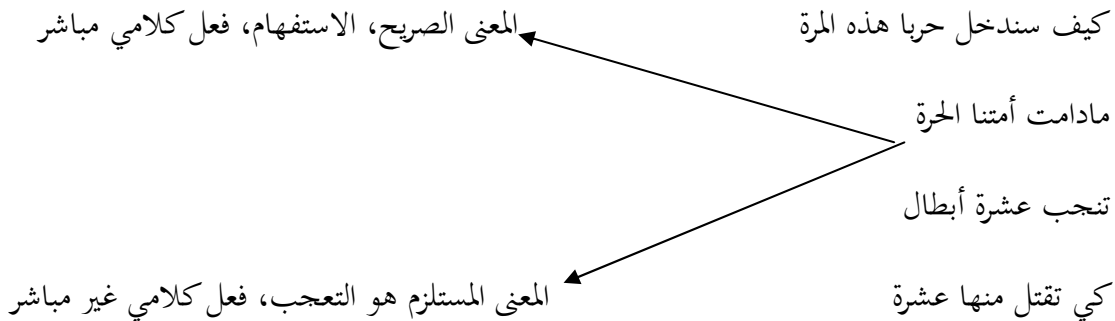 كيف سندخل حربا هذه المرة
المعنى الصريح، الاستفهام، فعل كلامي مباشر
مادامت أمتنا الحرة
تنجب عشرة أبطال
كي تقتل منها عشرة
المعنى المستلزم هو التعجب، فعل كلامي غير مباشر